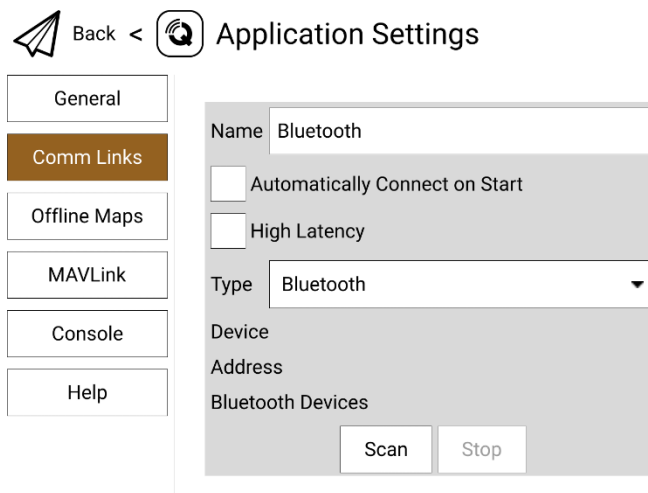 Back < Application Settings
General
Comm Links
Offline Maps
MAVLink
Console
Help
Name Bluetooth
Automatically Connect on Start
High Latency
Type Bluetooth
Device
Address
Bluetooth Devices
Scan Stop